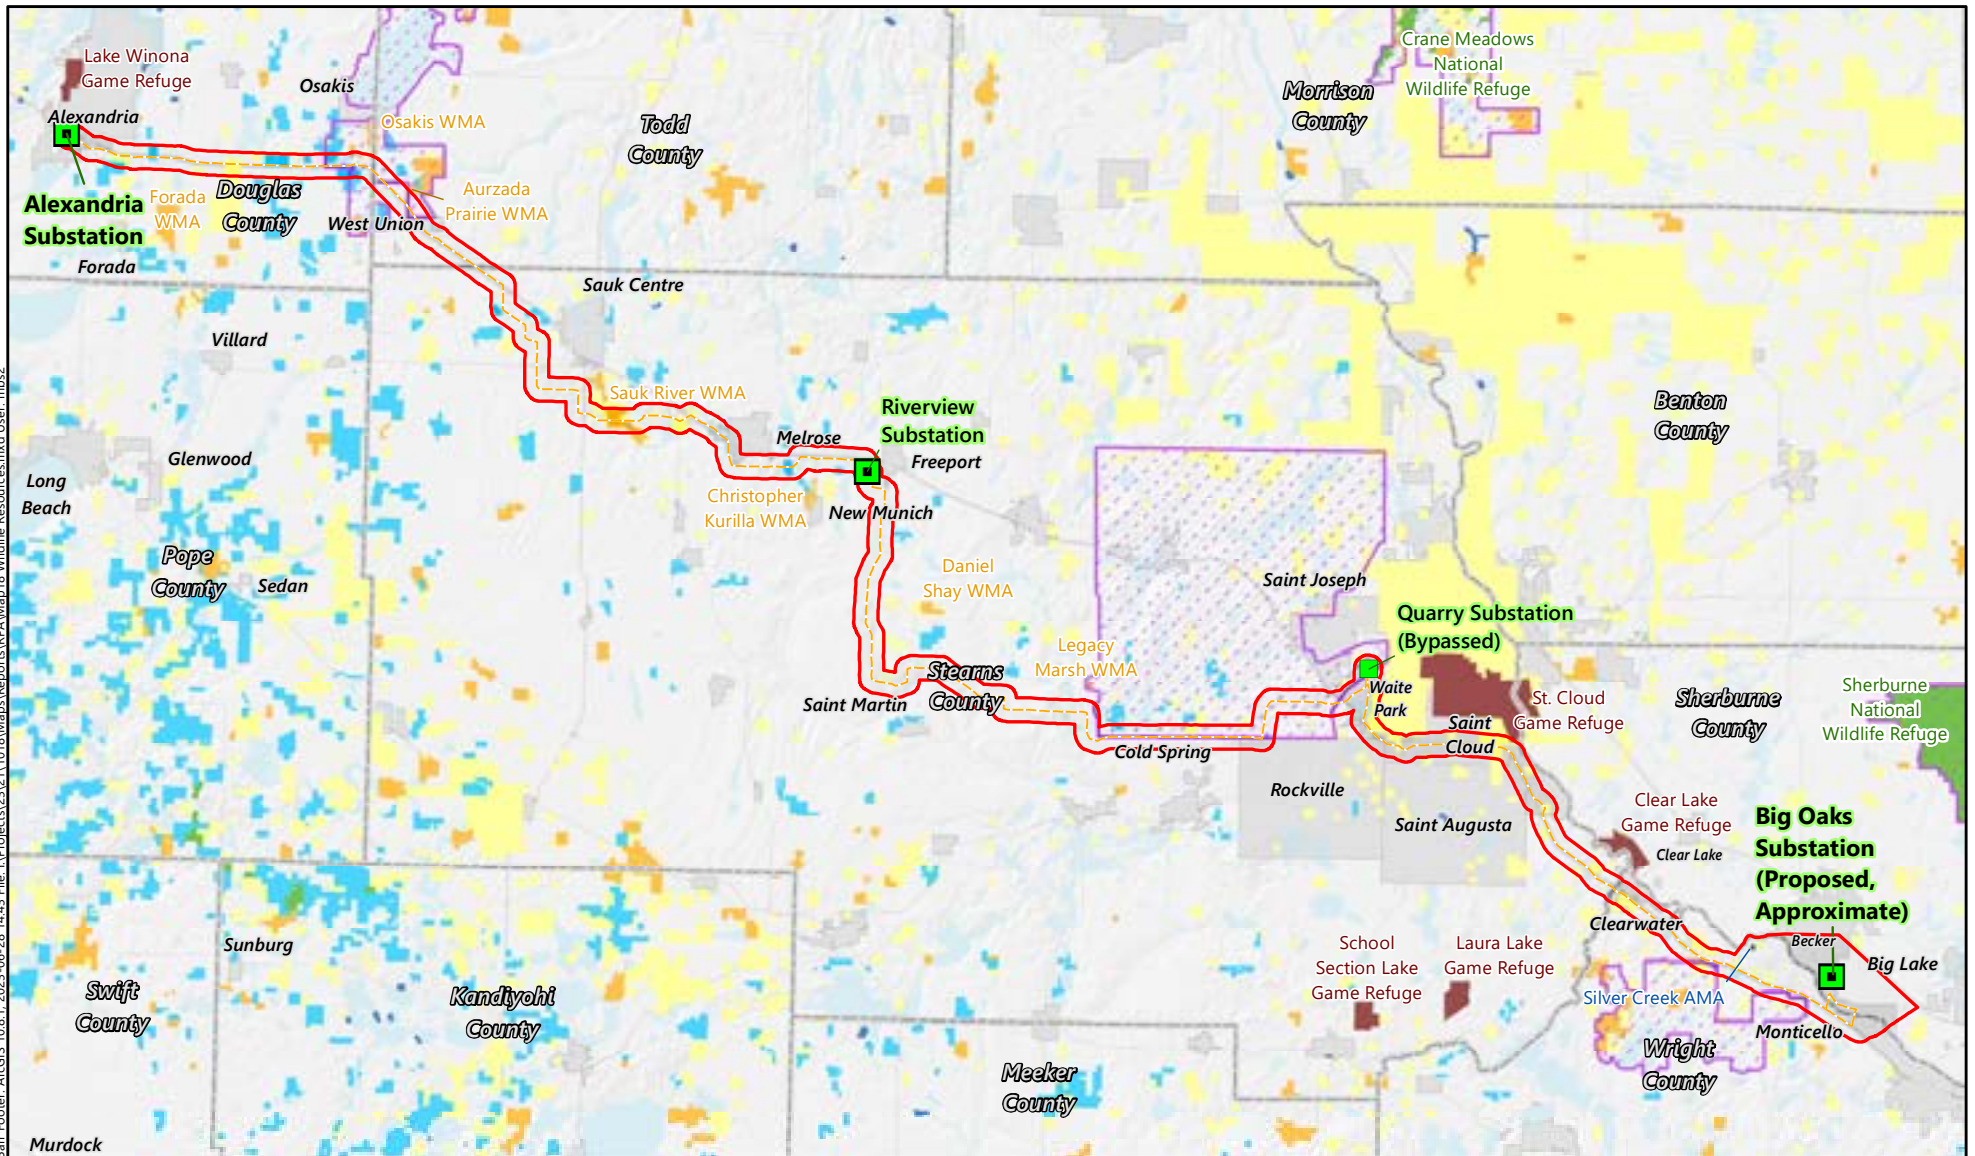 Lake Winona
Game Refuge
Alexandria
Osakis
Osakis WMA
Todd
County
Morrison
County
Crane Meadows
National
Wildlife Refuge
Alexandria
Substation
Forada
WMA
Douglas
County
Aurzada
Prairie WMA
West Union
Forada
Sauk Centre
Villard
Sauk River WMA
Riverview
Substation
Melrose
Freeport
Benton
County
Long
Beach
Glenwood
Christopher
Kurilla WMA
New Munich
Pope
County
Sedan
Daniel
Shay WMA
Saint Joseph
Quarry Substation
(Bypassed)
Legacy
Marsh WMA
Stearns
County
Saint Martin
Waite
Park
Saint
Cloud
St. Cloud
Game Refuge
Sherburne
County
Sherburne
National
Wildlife Refuge
Cold Spring
Rockville
Saint Augusta
Clear Lake
Game Refuge
Clear Lake
Big Oaks
Substation
(Proposed,
Approximate)
Clearwater
Becker
Big Lake
Sunburg
School
Section Lake
Game Refuge
Laura Lake
Game Refuge
Silver Creek AMA
Monticello
Swift
County
Kandiyohi
County
Meeker
County
Wright
County
Murdock